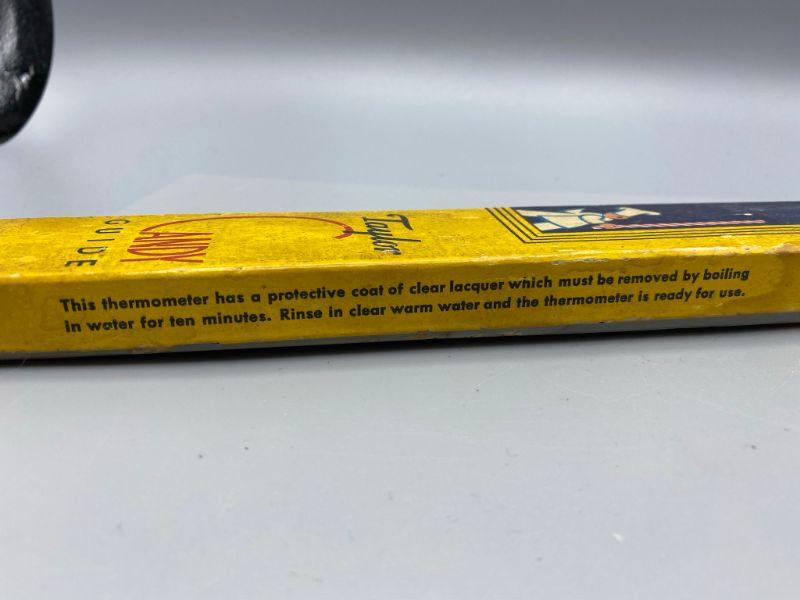 Taylor
CANDY
GUIDE
This thermometer has a protective coat of clear lacquer which must be removed by boiling
in water for ten minutes. Rinse in clear warm water and the thermometer is ready for use.